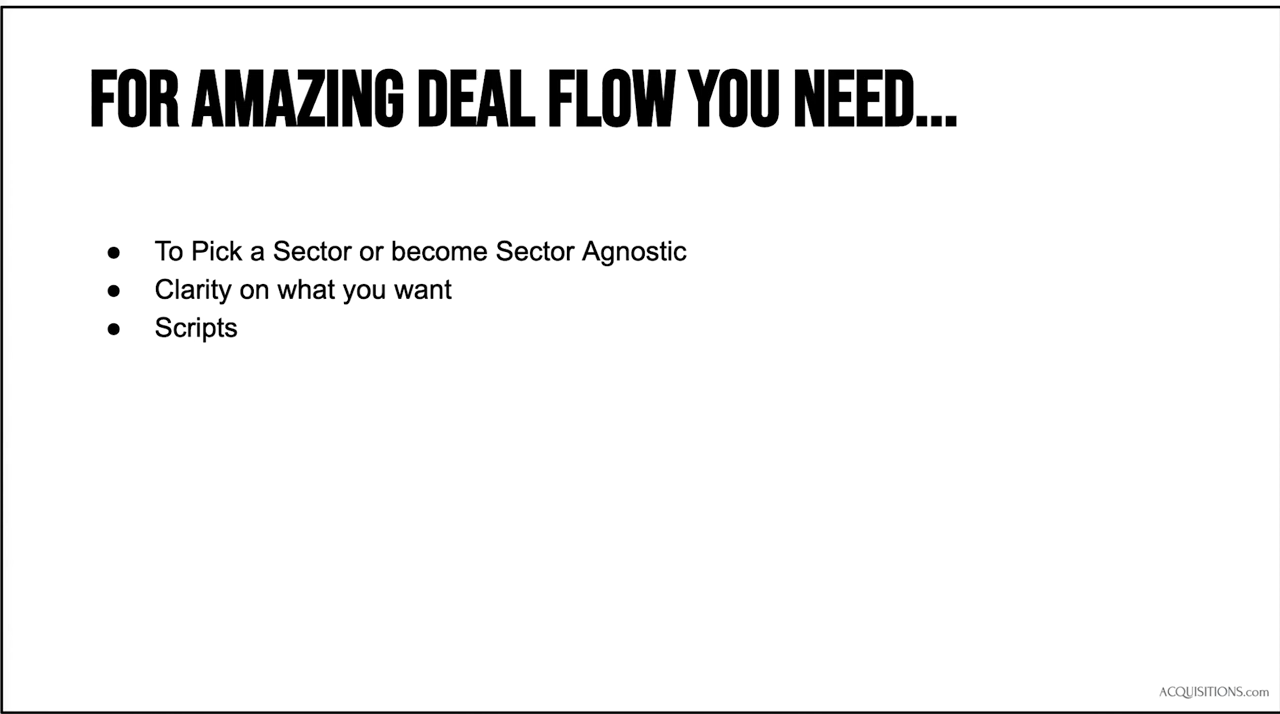 FOR AMAZING DEAL FLOW YOU NEED...
● To Pick a Sector or become Sector Agnostic
● Clarity on what you want
● Scripts
ACQUISITIONS.com